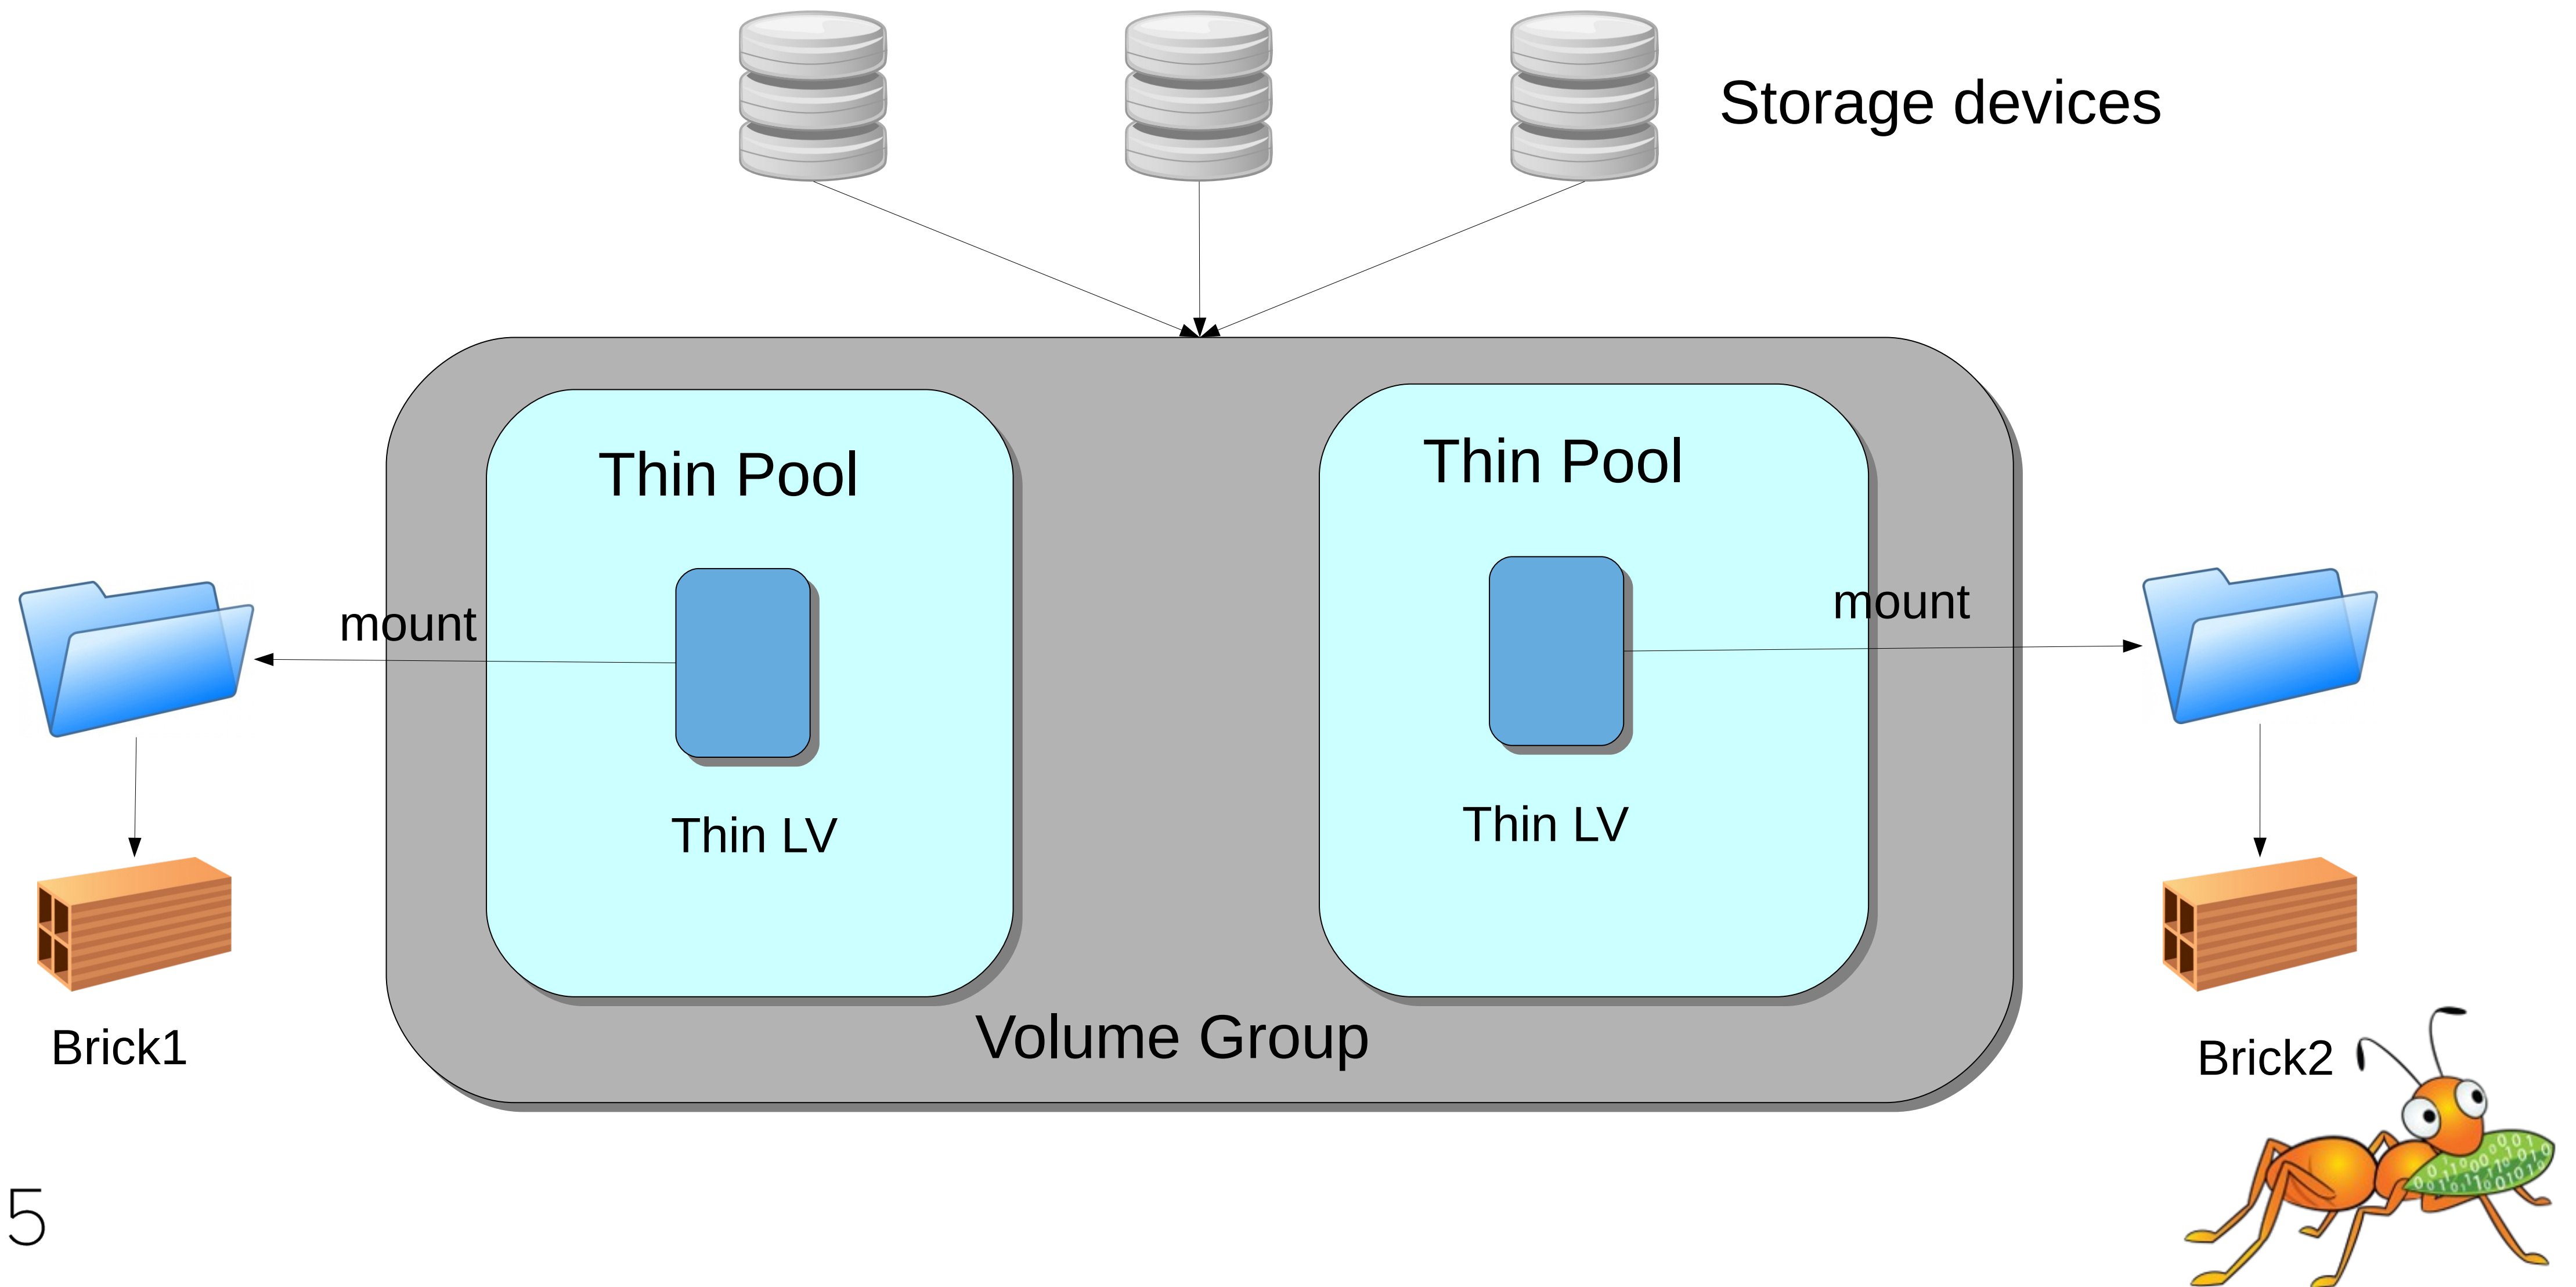 Storage devices
Thin Pool
Thin Pool
mount
mount
Thin LV
Thin LV
Volume Group
Brick1
Brick2
5